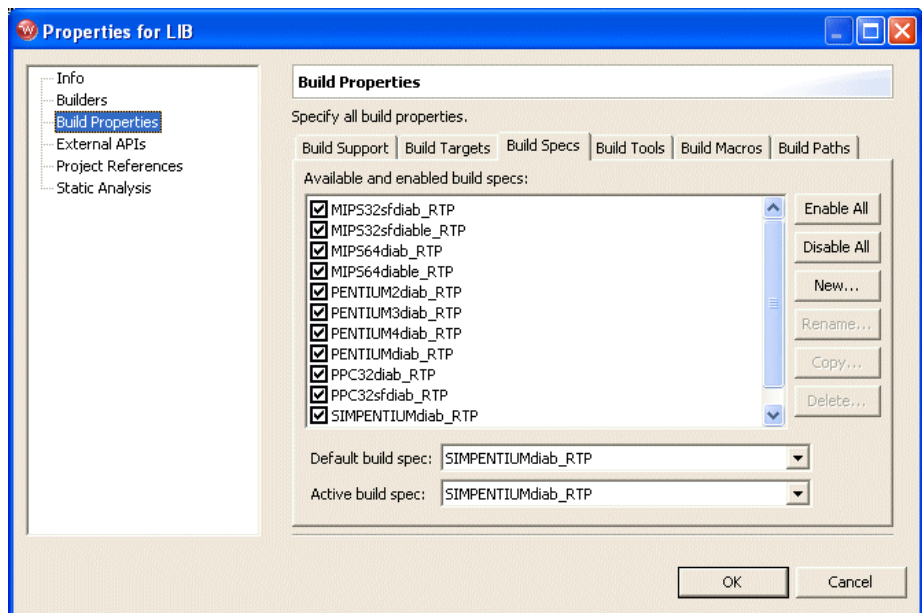 Properties for LIB
Info
Builders
Build Properties
External APIs
Project References
Static Analysis
Build Properties
Specify all build properties.
Build Support Build Targets Build Specs Build Tools Build Macros Build Paths
Available and enabled build specs:
MIPS32sfdiab_RTP
MIPS32sfdiable_RTP
MIPS64diab_RTP
MIPS64diable_RTP
PENTIUM2diab_RTP
PENTIUM3diab_RTP
PENTIUM4diab_RTP
PENTIUMdiab_RTP
PPC32diab_RTP
PPC32sfdiab_RTP
SIMPENTIUMdiab_RTP
Enable All
Disable All
New...
Rename...
Copy...
Delete...
Default build spec: SIMPENTIUMdiab_RTP
Active build spec: SIMPENTIUMdiab_RTP
OK Cancel